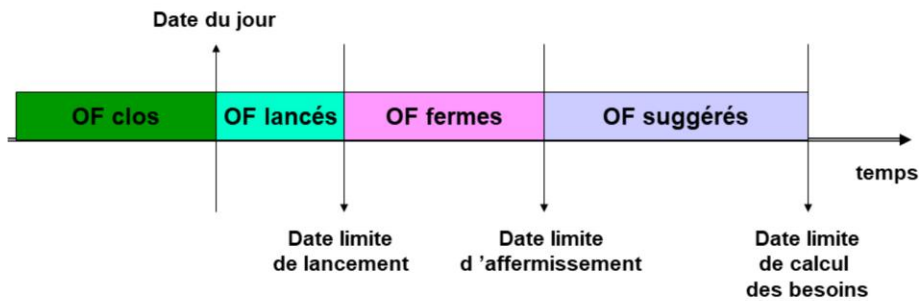 Date du jour
OF clos
OF lancés
OF fermes
OF suggérés
temps
Date limite
de lancement
Date limite
d ’affermissement
Date limite
de calcul
des besoins